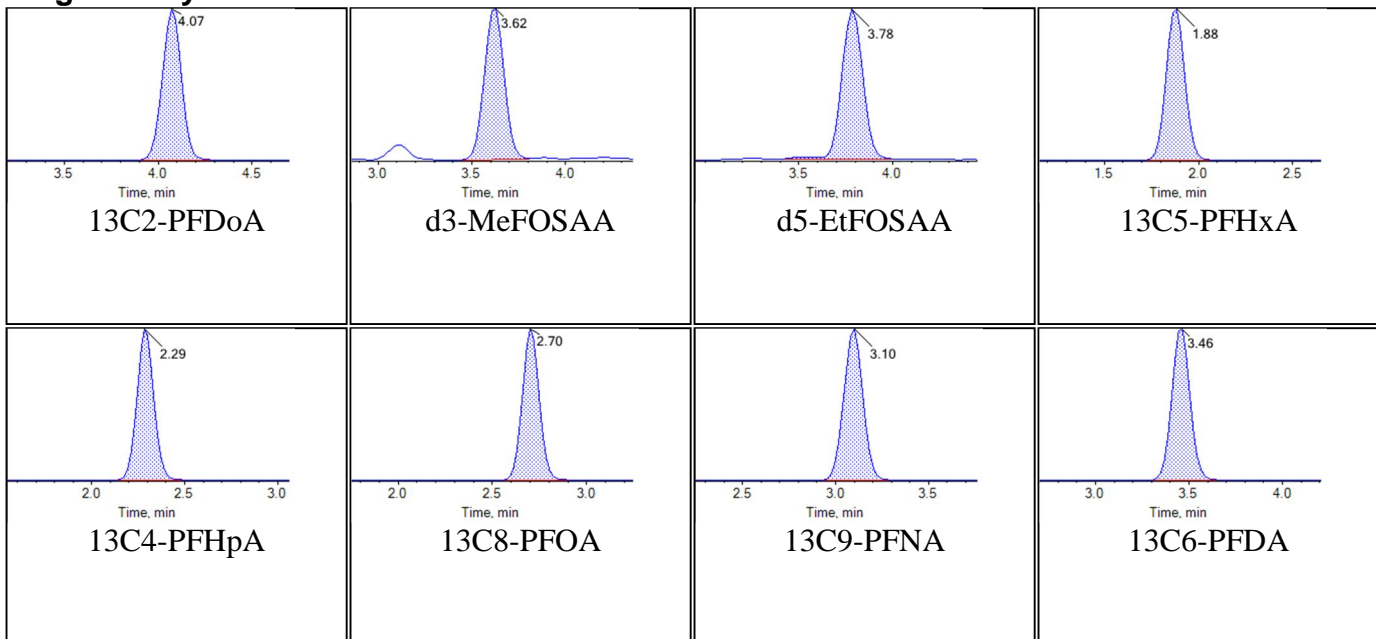 4.07
3.5 4.0 4.5
Time, min
13C2-PFDoA
3.62
3.0 3.5 4.0
Time, min
d3-MeFOSAA
3.78
3.5 4.0
Time, min
d5-EtFOSAA
1.88
1.5 2.0 2.5
Time, min
13C5-PFHxA
2.29
2.0 2.5 3.0
Time, min
13C4-PFHpA
2.70
2.0 2.5 3.0
Time, min
13C8-PFOA
3.10
2.5 3.0 3.5
Time, min
13C9-PFNA
3.46
3.0 3.5 4.0
Time, min
13C6-PFDA